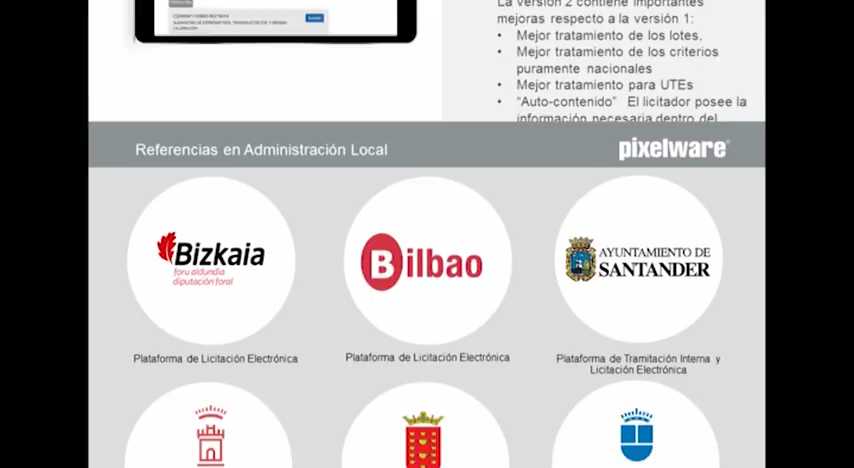 La versión 2 contiene importantes
mejoras respecto a la versión 1:
• Mejor tratamiento de los lotes,
• Mejor tratamiento de los criterios
puramente nacionales
• Mejor tratamiento para UTEs
• “Auto-contenido” El licitador posee la
información necesaria dentro del
Referencias en Administración Local
pixelware
Bizkaia
foru aldundia
diputación foral
Bilbao
AYUNTAMIENTO DE
SANTANDER
Plataforma de Licitación Electrónica
Plataforma de Licitación Electrónica
Plataforma de Tramitación Interna y
Licitación Electrónica